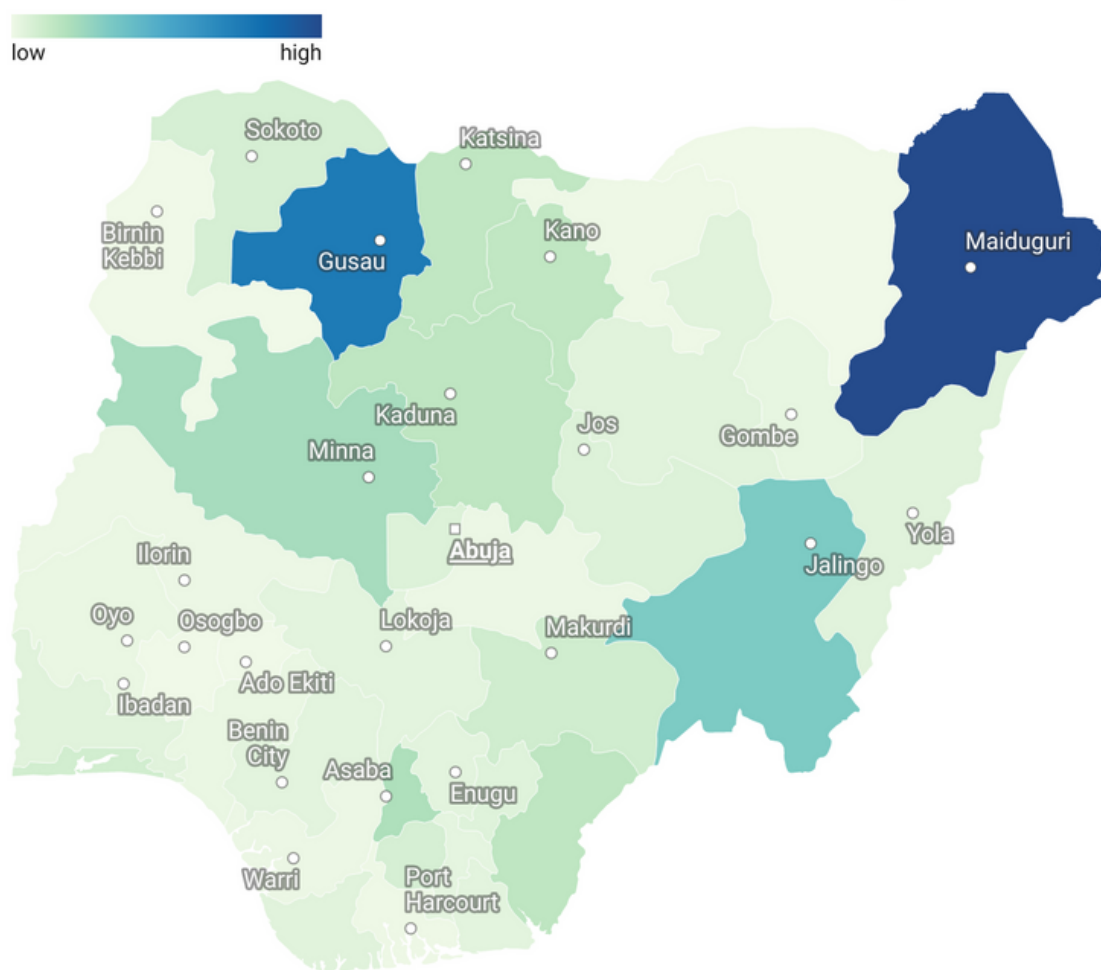 low high
Sokoto
Katsina
Birnin
Kebbi
Gusau
Kano
Maiduguri
Kaduna
Jos
Gombe
Minna
Abuja
Yola
Ilorin
Jalingo
Oyo
Osogbo
Lokoja
Makurdi
Ado Ekiti
Ibadan
Benin
City
Asaba
Enugu
Warri
Port
Harcourt